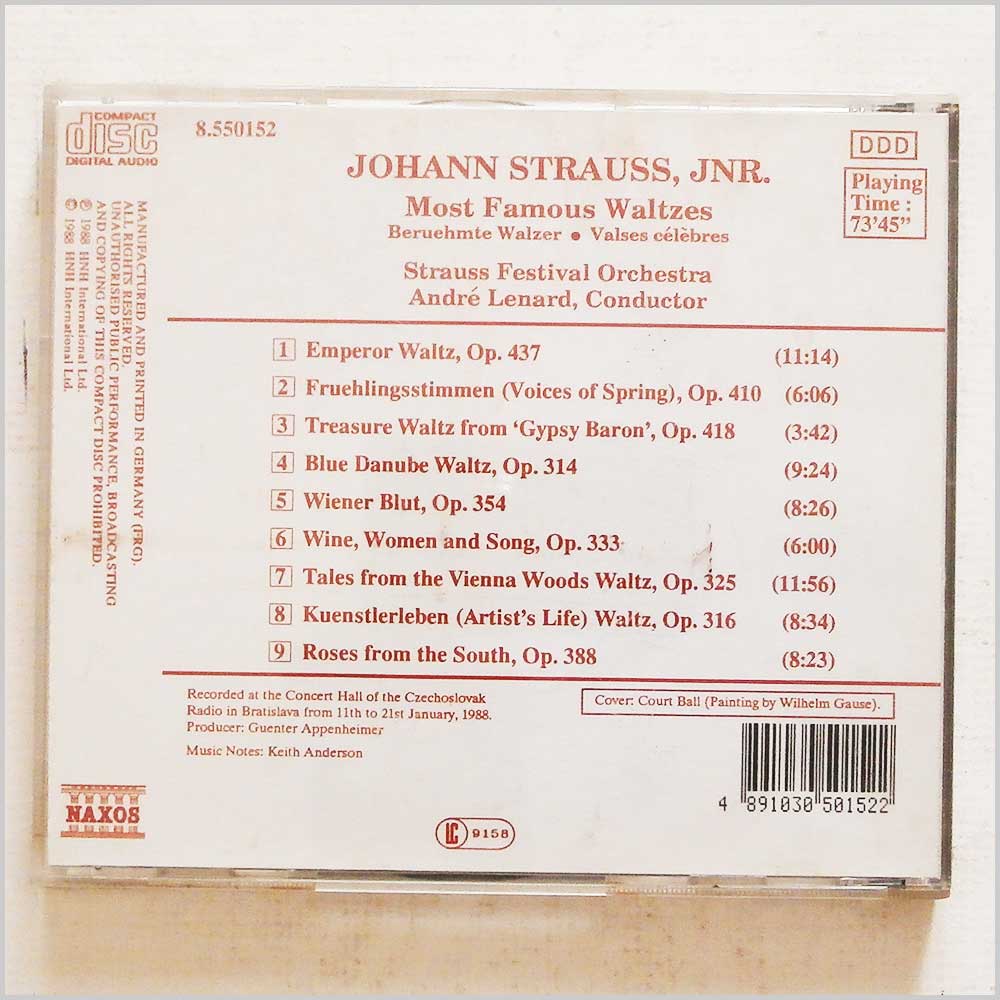 COMPACT
disc
DIGITAL AUDIO
8.550152
DDD
JOHANN STRAUSS, JNR.
Most Famous Waltzes
Beruehmte Walzer • Valses célèbres
Playing
Time :
73'45”
Strauss Festival Orchestra
André Lenard, Conductor
1 Emperor Waltz, Op. 437 (11:14)
2 Fruehlingsstimmen (Voices of Spring), Op. 410 (6:06)
3 Treasure Waltz from ‘Gypsy Baron’, Op. 418 (3:42)
4 Blue Danube Waltz, Op. 314 (9:24)
5 Wiener Blut, Op. 354 (8:26)
6 Wine, Women and Song, Op. 333 (6:00)
7 Tales from the Vienna Woods Waltz, Op. 325 (11:56)
8 Kuenstlerleben (Artist’s Life) Waltz, Op. 316 (8:34)
9 Roses from the South, Op. 388 (8:23)
Recorded at the Concert Hall of the Czechoslovak
Radio in Bratislava from 11th to 21st January, 1988.
Producer: Guenter Appenheimer
Music Notes: Keith Anderson
Cover: Court Ball (Painting by Wilhelm Gause).
4 891030 501522
LC 9158
NAXOS
MANUFACTURED AND PRINTED IN GERMANY (FRG).
ALL RIGHTS RESERVED.
UNAUTHORISED PUBLIC PERFORMANCE, BROADCASTING
AND COPYING OF THIS COMPACT DISC PROHIBITED.
℗ 1988 HNH International Ltd.
© 1988 HNH International Ltd.